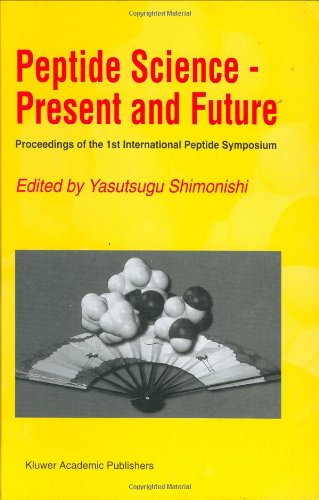 Peptide Science -
Present and Future
Proceedings of the 1st International Peptide Symposium
Edited by Yasutsugu Shimonishi
Kluwer Academic Publishers